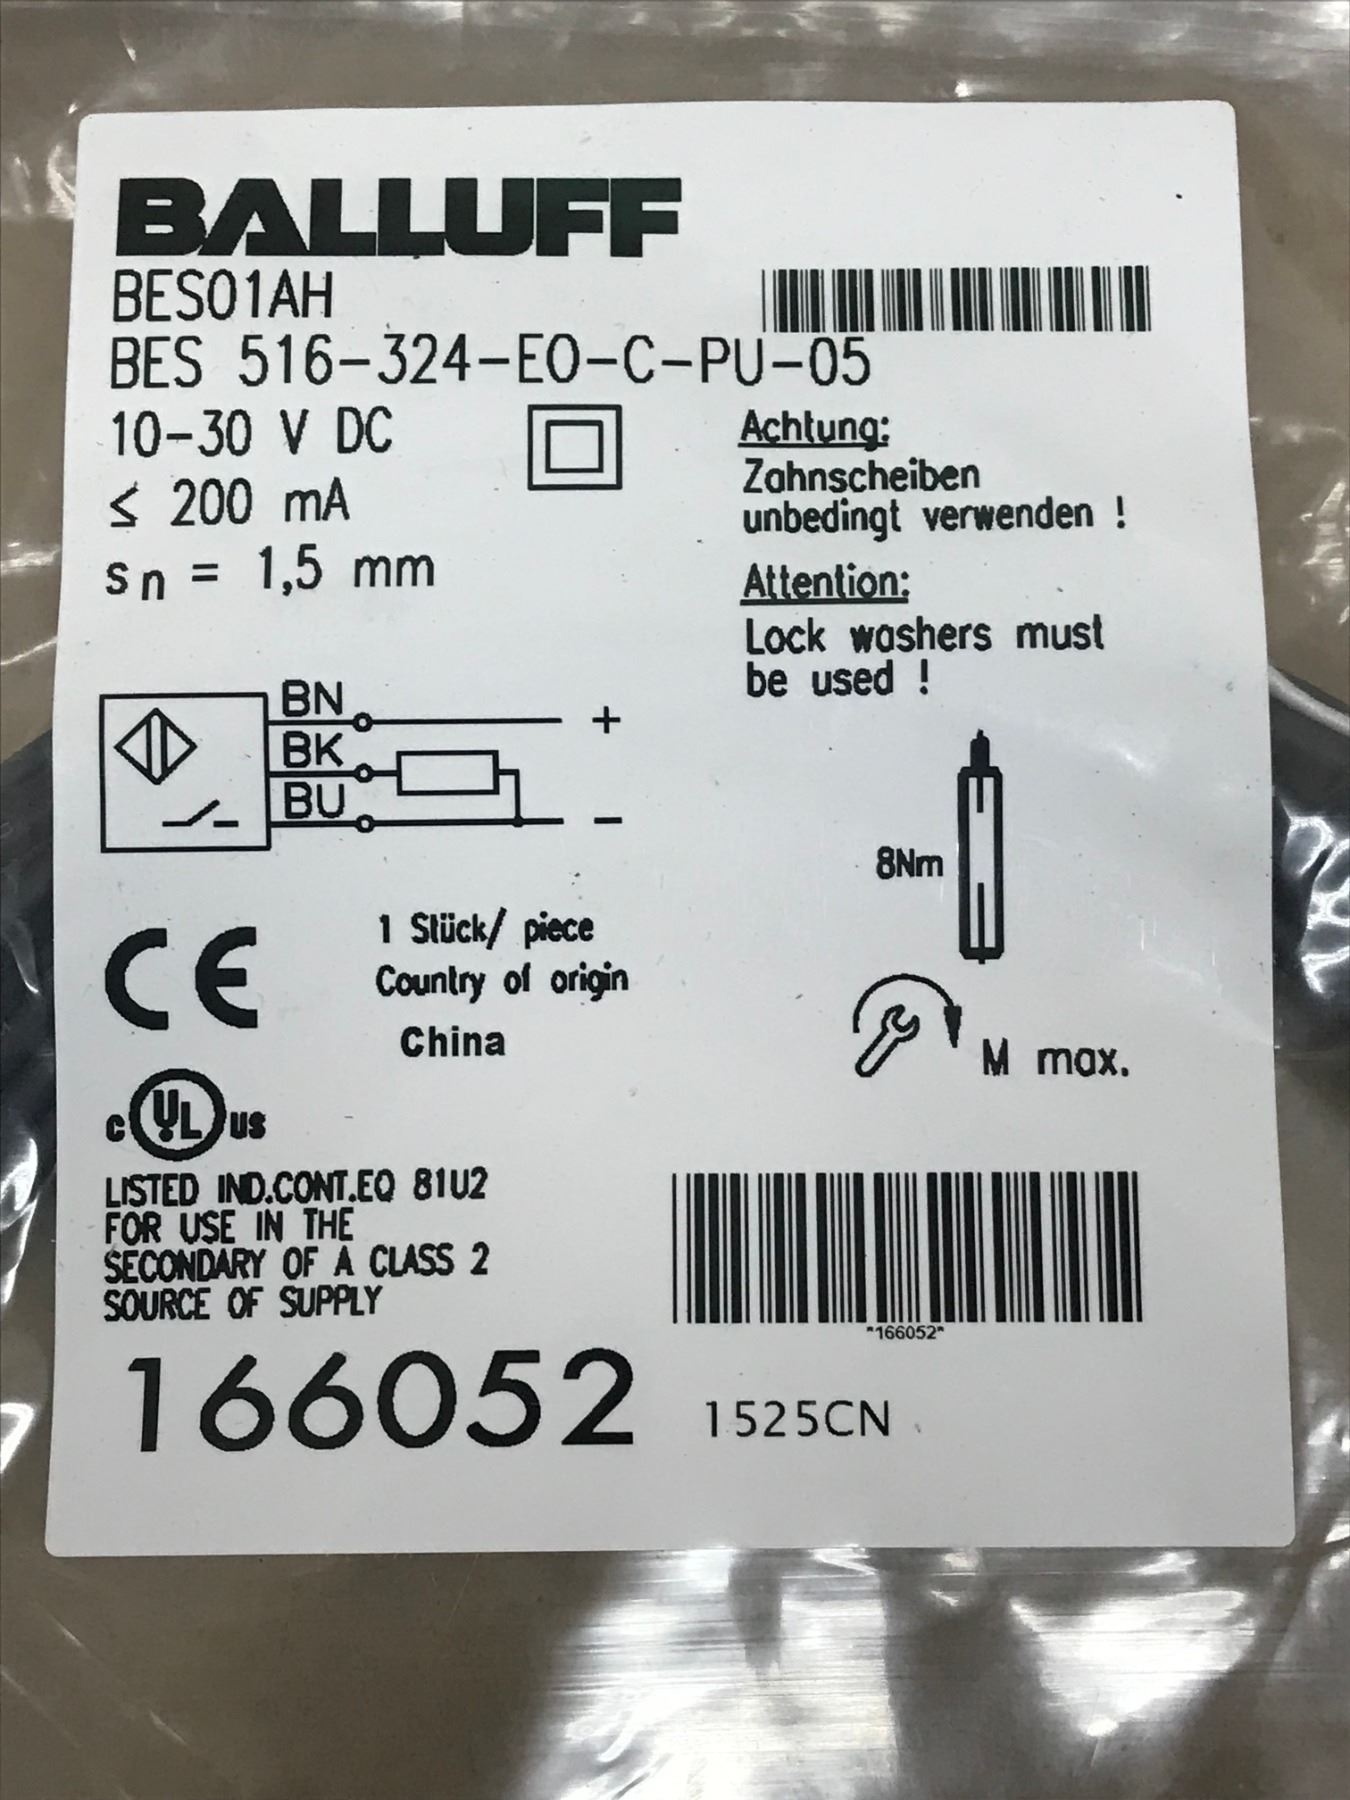 BALLUFF
BES01AH
BES 516-324-EO-C-PU-05
10-30 V DC
≤ 200 mA
sn = 1,5 mm
Achtung:
Zahnscheiben
unbedingt verwenden !
Attention:
Lock washers must
be used !
BN
+
BK
BU
-
8Nm
M max.
CE
1 Stück/ piece
Country of origin
China
c UL us
LISTED IND.CONT.EQ 81U2
FOR USE IN THE
SECONDARY OF A CLASS 2
SOURCE OF SUPPLY
*166052*
166052
1525CN